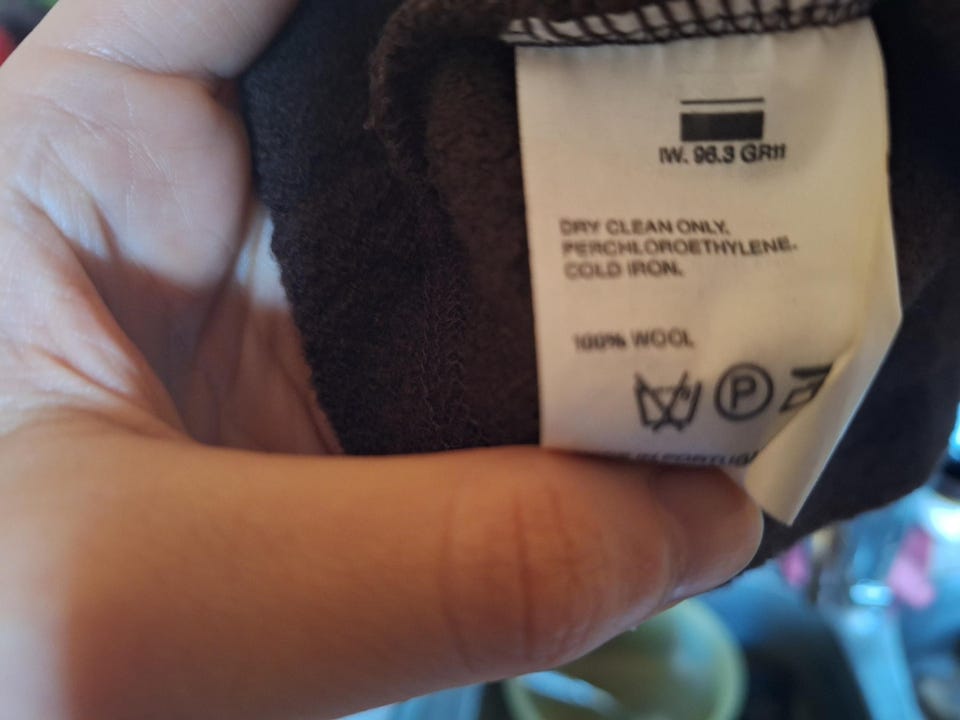 IW. 96.3 GR11
DRY CLEAN ONLY.
PERCHLOROETHYLENE.
COLD IRON.
100% WOOL
P